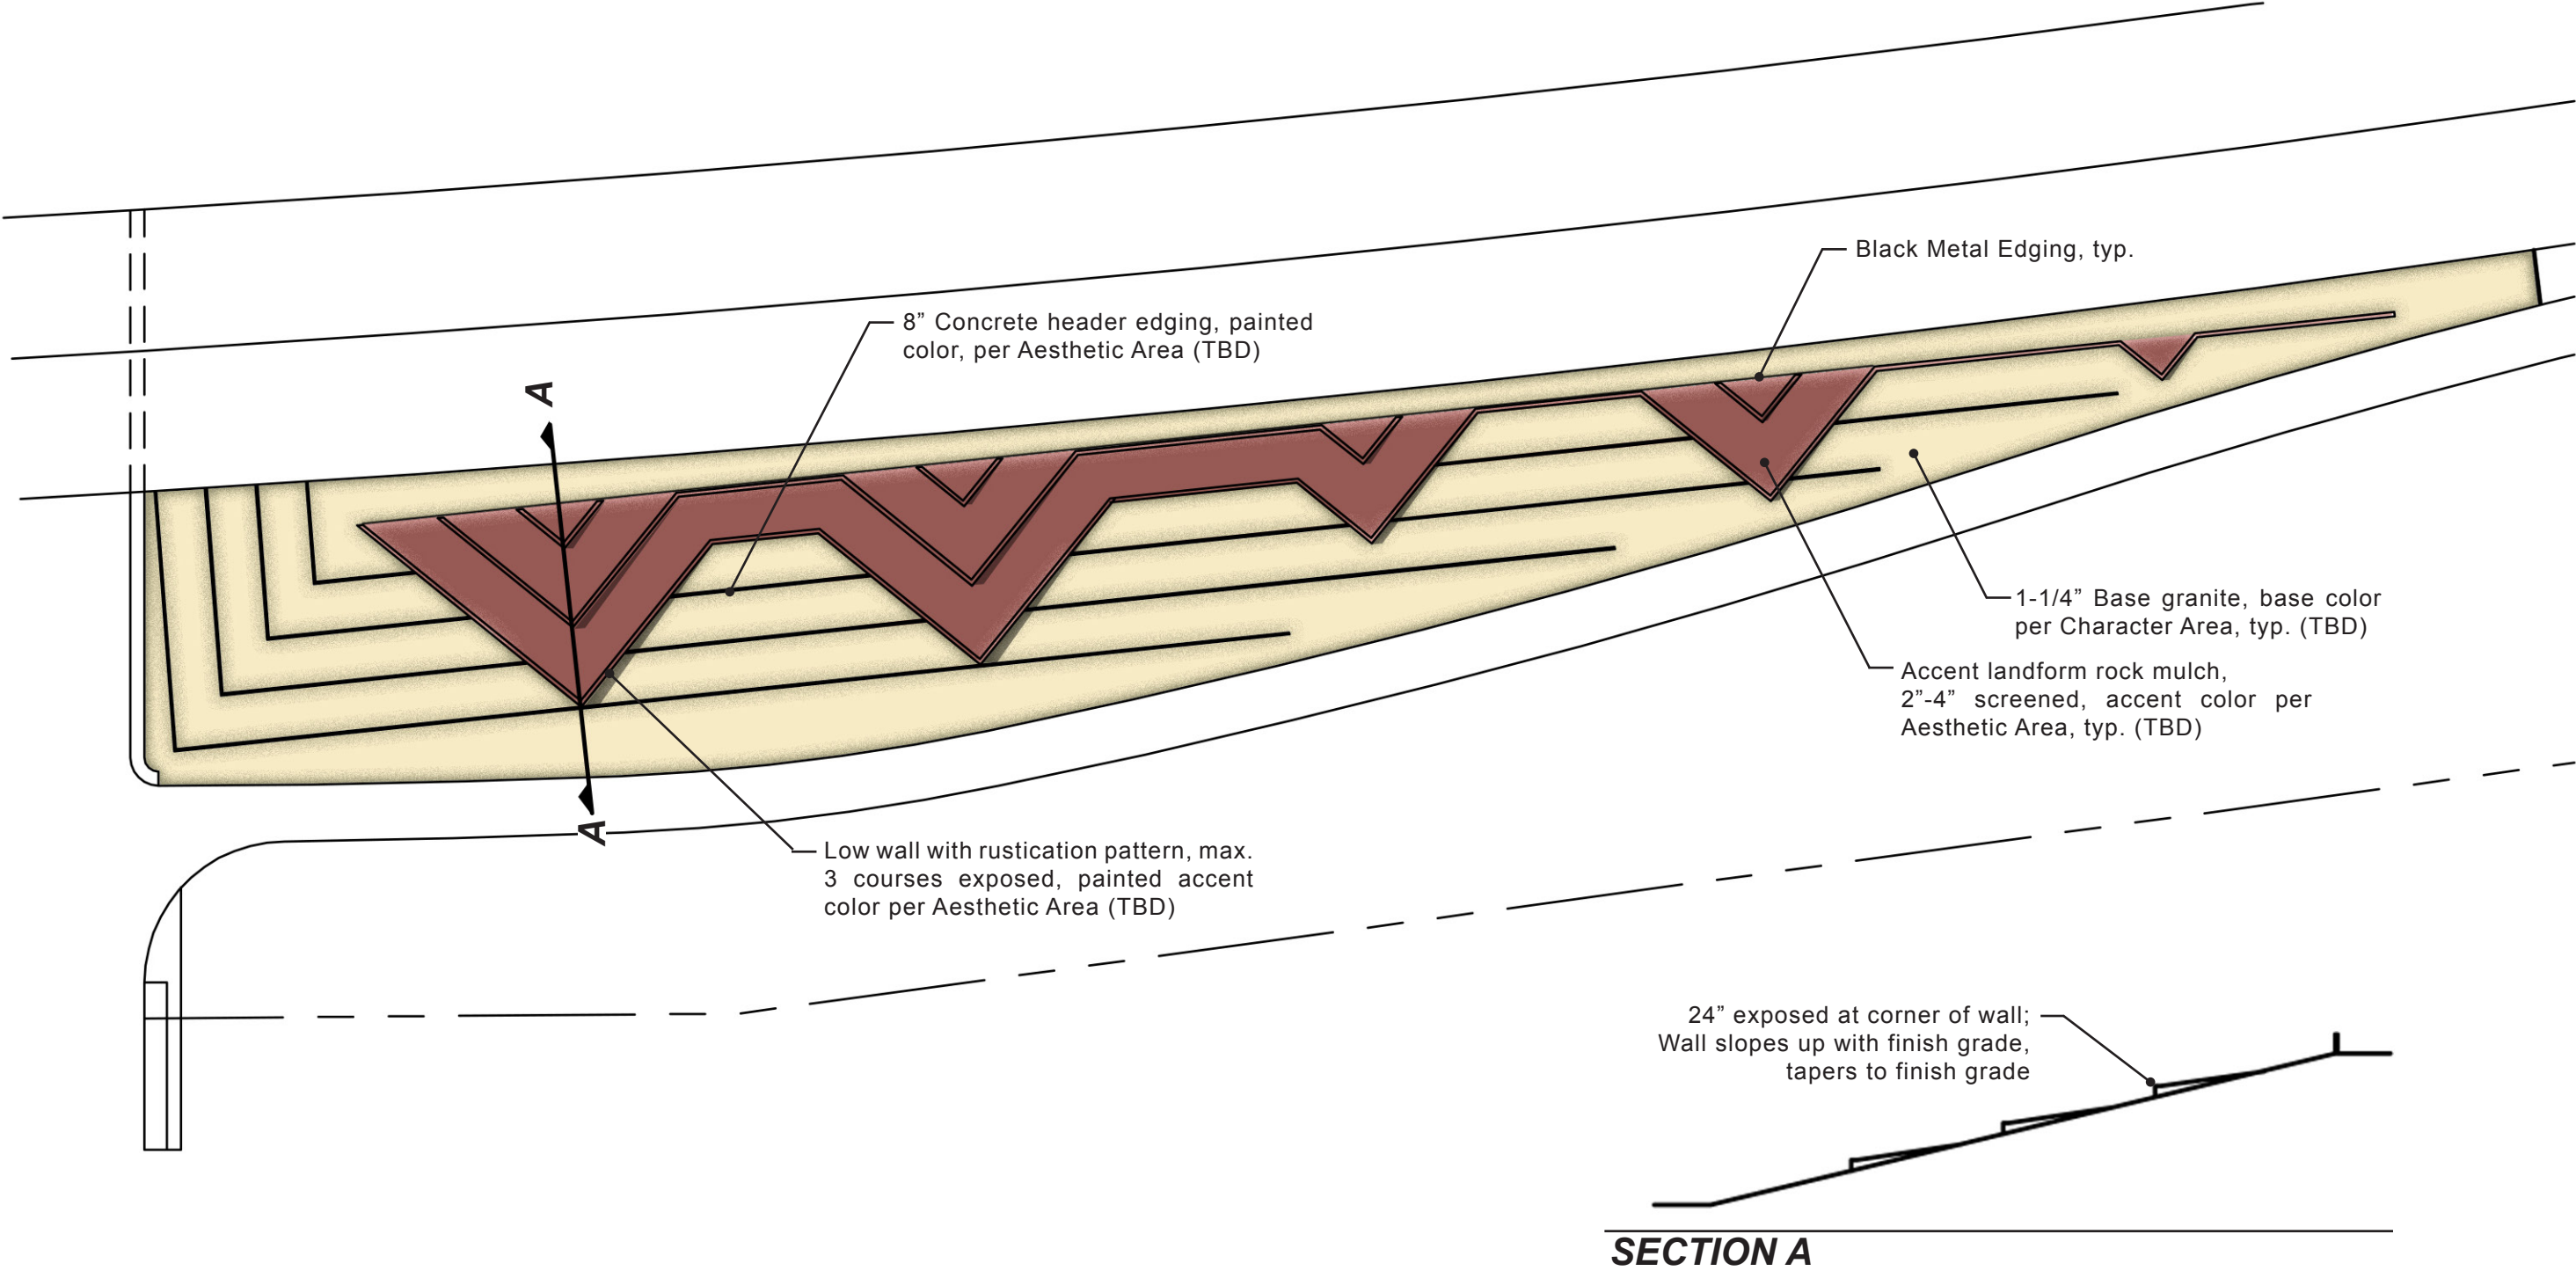 Black Metal Edging, typ.
8” Concrete header edging, painted
color, per Aesthetic Area (TBD)
A
1-1/4” Base granite, base color
per Character Area, typ. (TBD)
Accent landform rock mulch,
2”-4” screened, accent color per
Aesthetic Area, typ. (TBD)
A
Low wall with rustication pattern, max.
3 courses exposed, painted accent
color per Aesthetic Area (TBD)
24” exposed at corner of wall;
Wall slopes up with finish grade,
tapers to finish grade
SECTION A